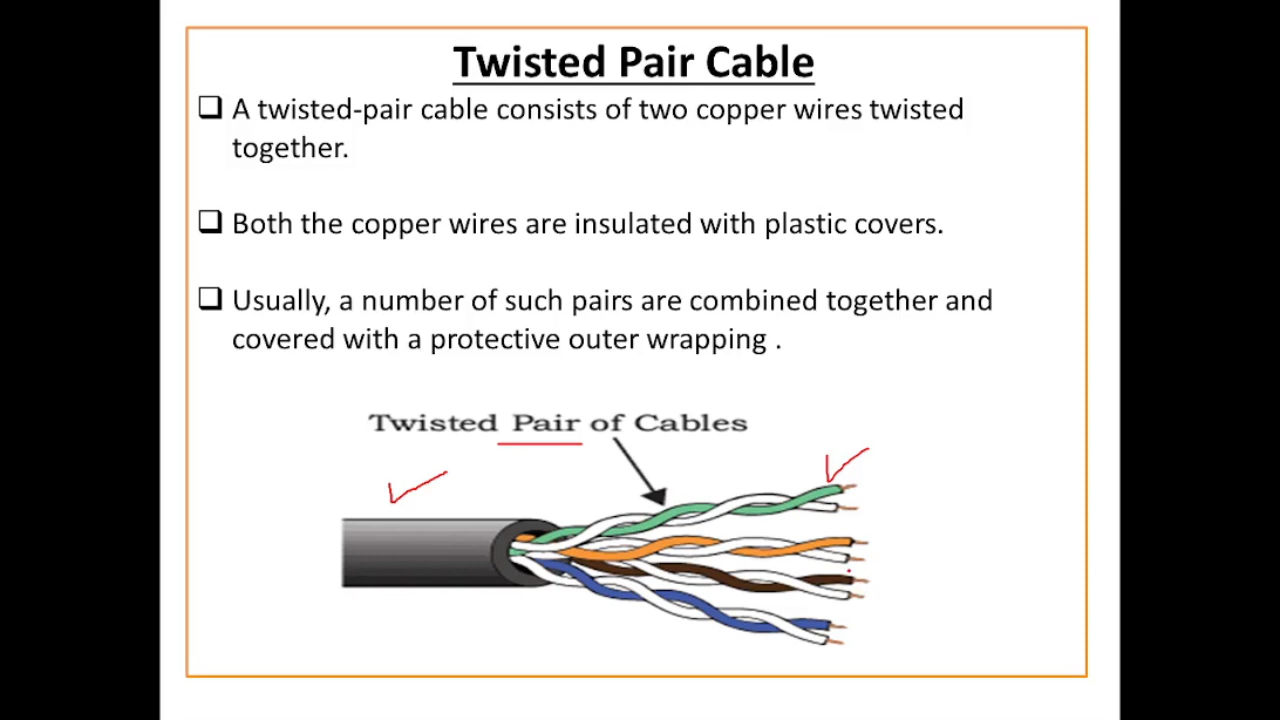 Twisted Pair Cable
A twisted-pair cable consists of two copper wires twisted
together.
Both the copper wires are insulated with plastic covers.
Usually, a number of such pairs are combined together and
covered with a protective outer wrapping .
Twisted Pair of Cables